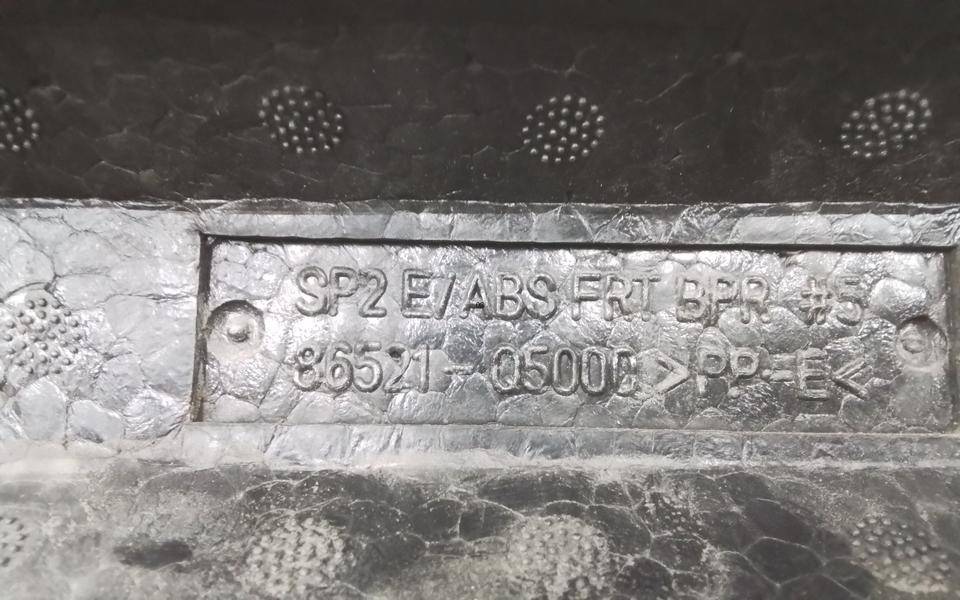 SP2 E/ABS FRT BPR #5
86521-Q5000 >PP-E<